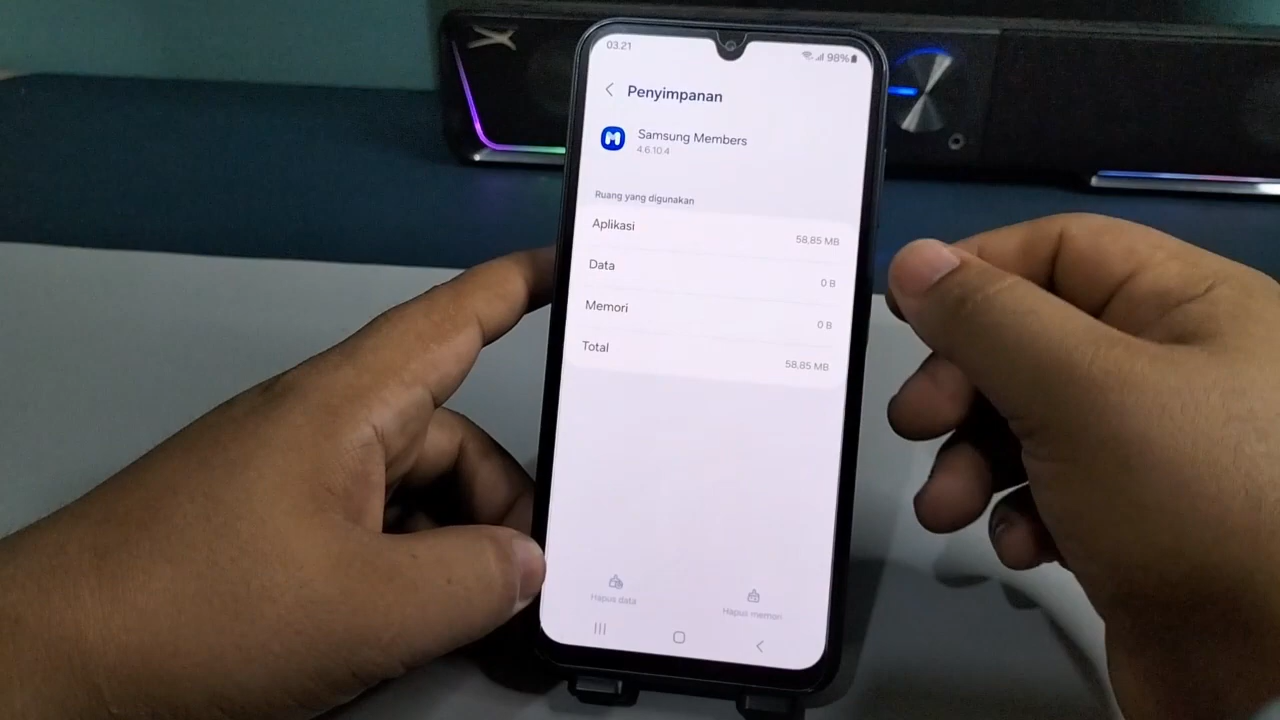 03.21
98%
Penyimpanan
Samsung Members
4.6.10.4
Ruang yang digunakan
Aplikasi
58,85 MB
Data
0 B
Memori
0 B
Total
58,85 MB
Hapus data
Hapus memori